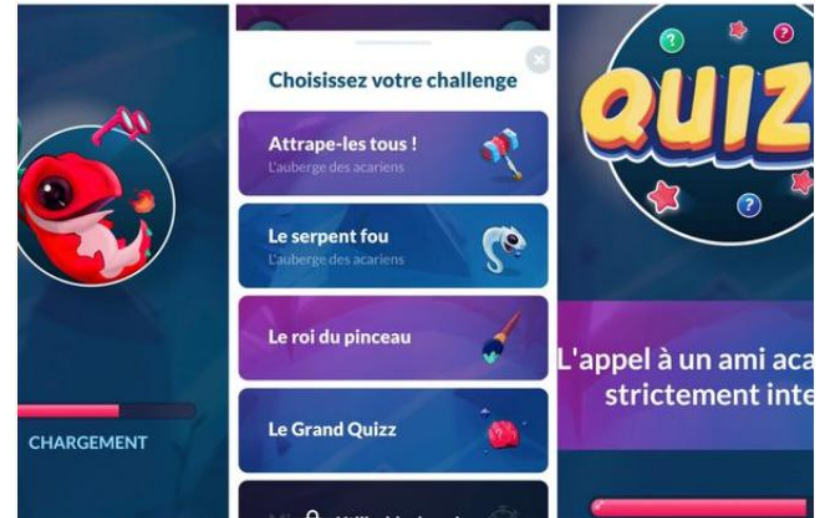 CHARGEMENT
Choisissez votre challenge
Attrape-les tous !
L'auberge des acariens
Le serpent fou
L'auberge des acariens
Le roi du pinceau
Le Grand Quizz
QUIZ
? ?
?
L'appel à un ami aca
strictement inte